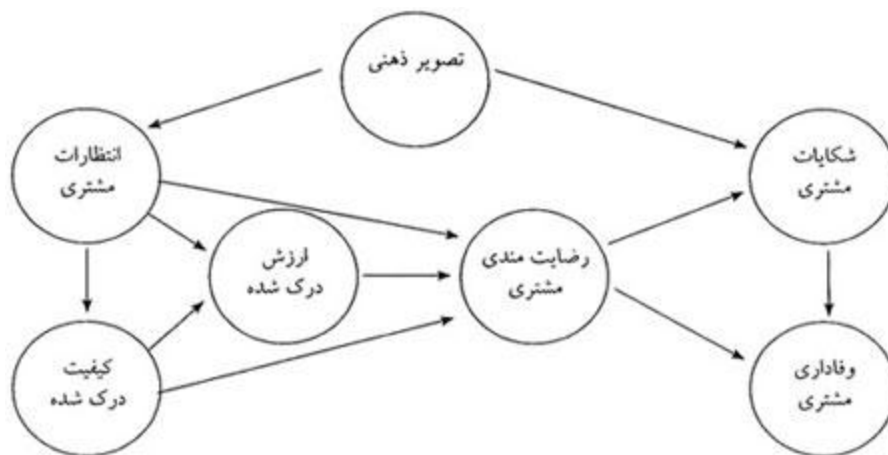 تصویر ذهنی
انتظارات
مشتری
شکایات
مشتری
ارزش
درک شده
رضایت مندی
مشتری
کیفیت
درک شده
وفاداری
مشتری